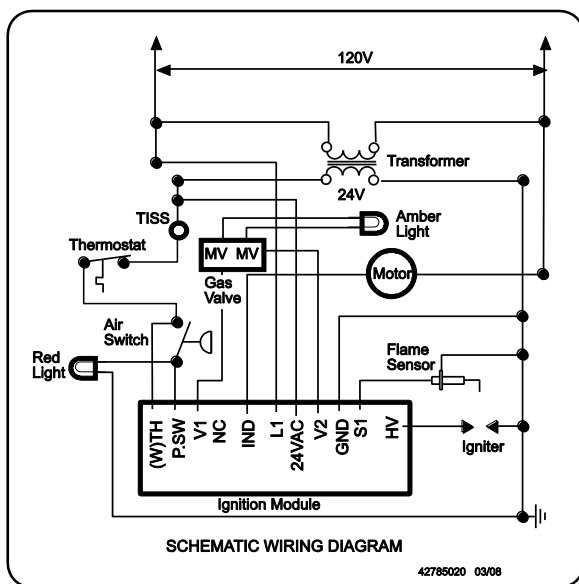 120V
Transformer
24V
TISS
Amber
Light
Thermostat
MV MV
Motor
Gas
Valve
Air
Switch
Red
Light
Flame
Sensor
(W)TH
P.SW
V1
NC
IND
L1
24VAC
V2
GND
S1
HV
Igniter
Ignition Module
SCHEMATIC WIRING DIAGRAM
42785020 03/08